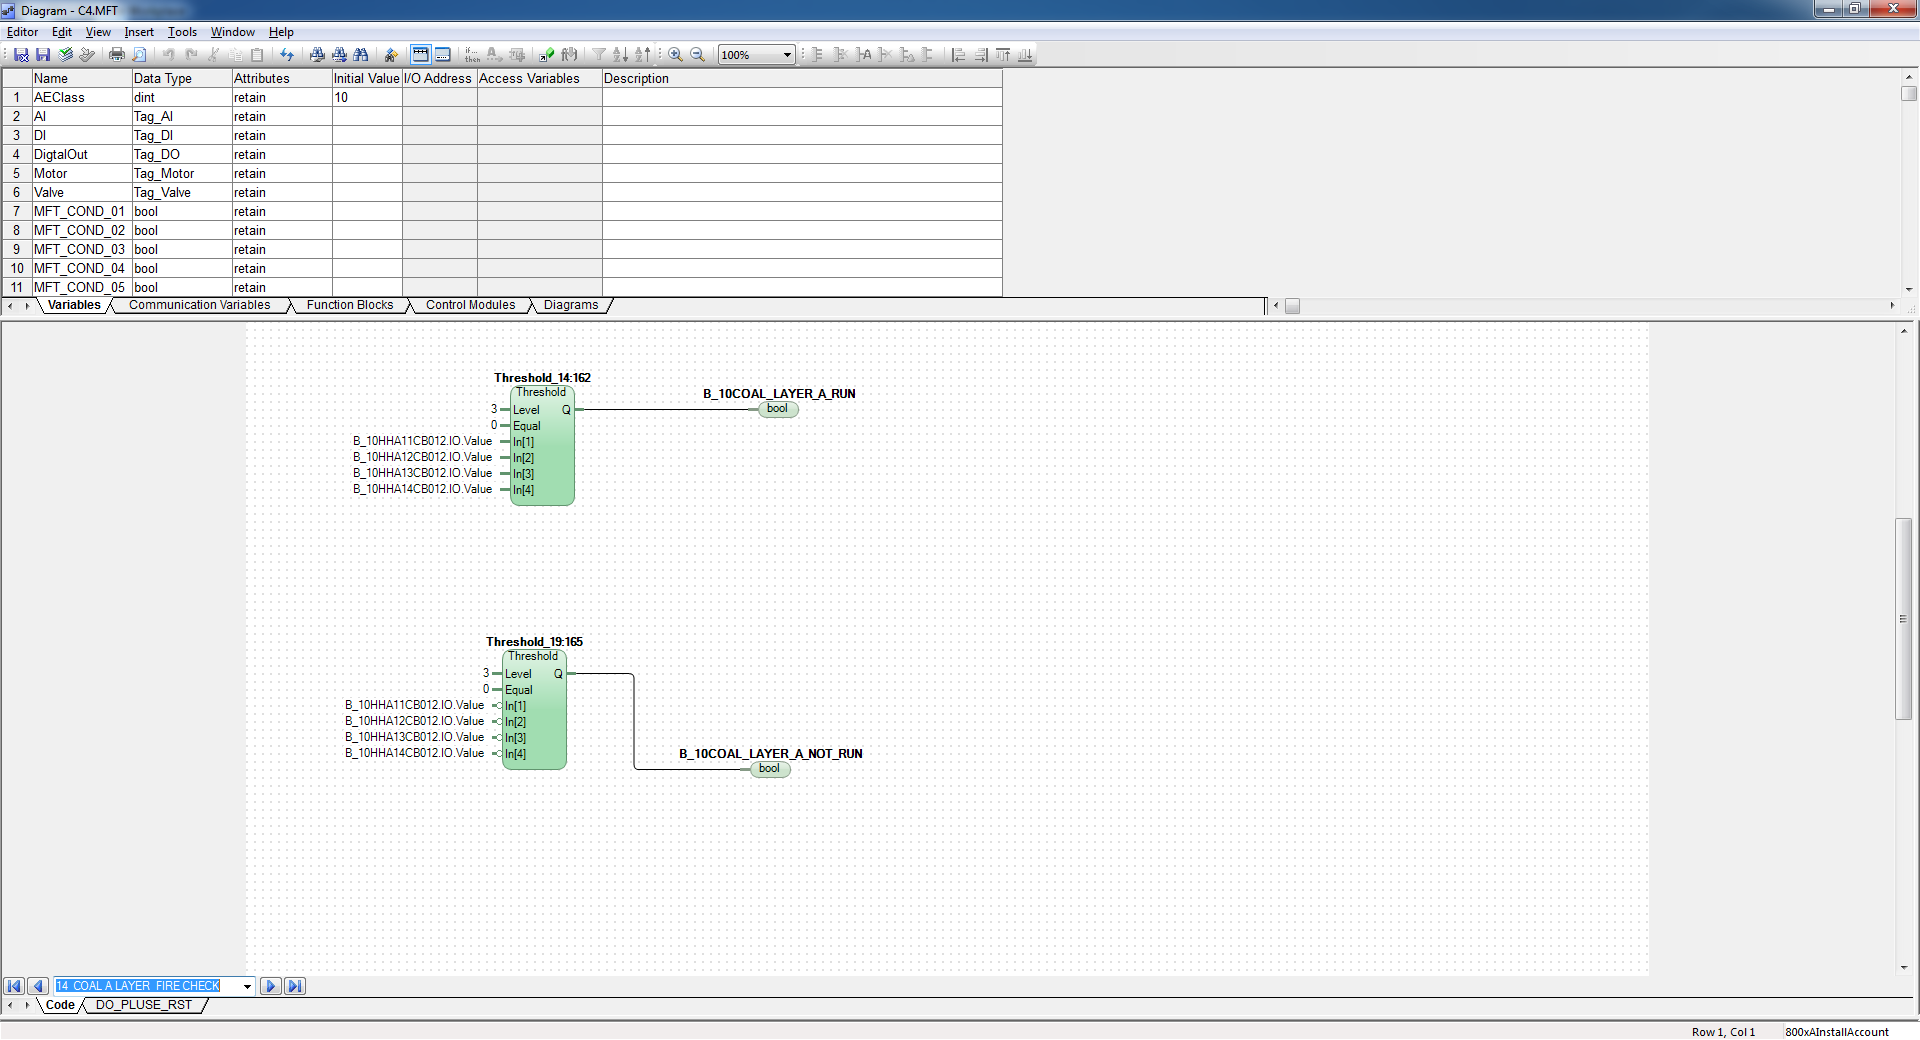 Diagram - C4.MFT
Editor Edit View Insert Tools Window Help
100%
Name Data Type Attributes Initial Value I/O Address Access Variables Description
1 AEClass dint retain 10
2 AI Tag_AI retain
3 DI Tag_DI retain
4 DigtalOut Tag_DO retain
5 Motor Tag_Motor retain
6 Valve Tag_Valve retain
7 MFT_COND_01 bool retain
8 MFT_COND_02 bool retain
9 MFT_COND_03 bool retain
10 MFT_COND_04 bool retain
11 MFT_COND_05 bool retain
Variables Communication Variables Function Blocks Control Modules Diagrams
Threshold_14:162
Threshold
B_10COAL_LAYER_A_RUN
3 Level Q bool
0 Equal
B_10HHA11CB012.IO.Value In[1]
B_10HHA12CB012.IO.Value In[2]
B_10HHA13CB012.IO.Value In[3]
B_10HHA14CB012.IO.Value In[4]
Threshold_19:165
Threshold
3 Level Q
0 Equal
B_10HHA11CB012.IO.Value In[1]
B_10HHA12CB012.IO.Value In[2]
B_10HHA13CB012.IO.Value In[3]
B_10HHA14CB012.IO.Value In[4]
B_10COAL_LAYER_A_NOT_RUN
bool
14 COAL A LAYER FIRE CHECK
Code DO_PLUSE_RST
Row 1, Col 1 800xAInstallAccount